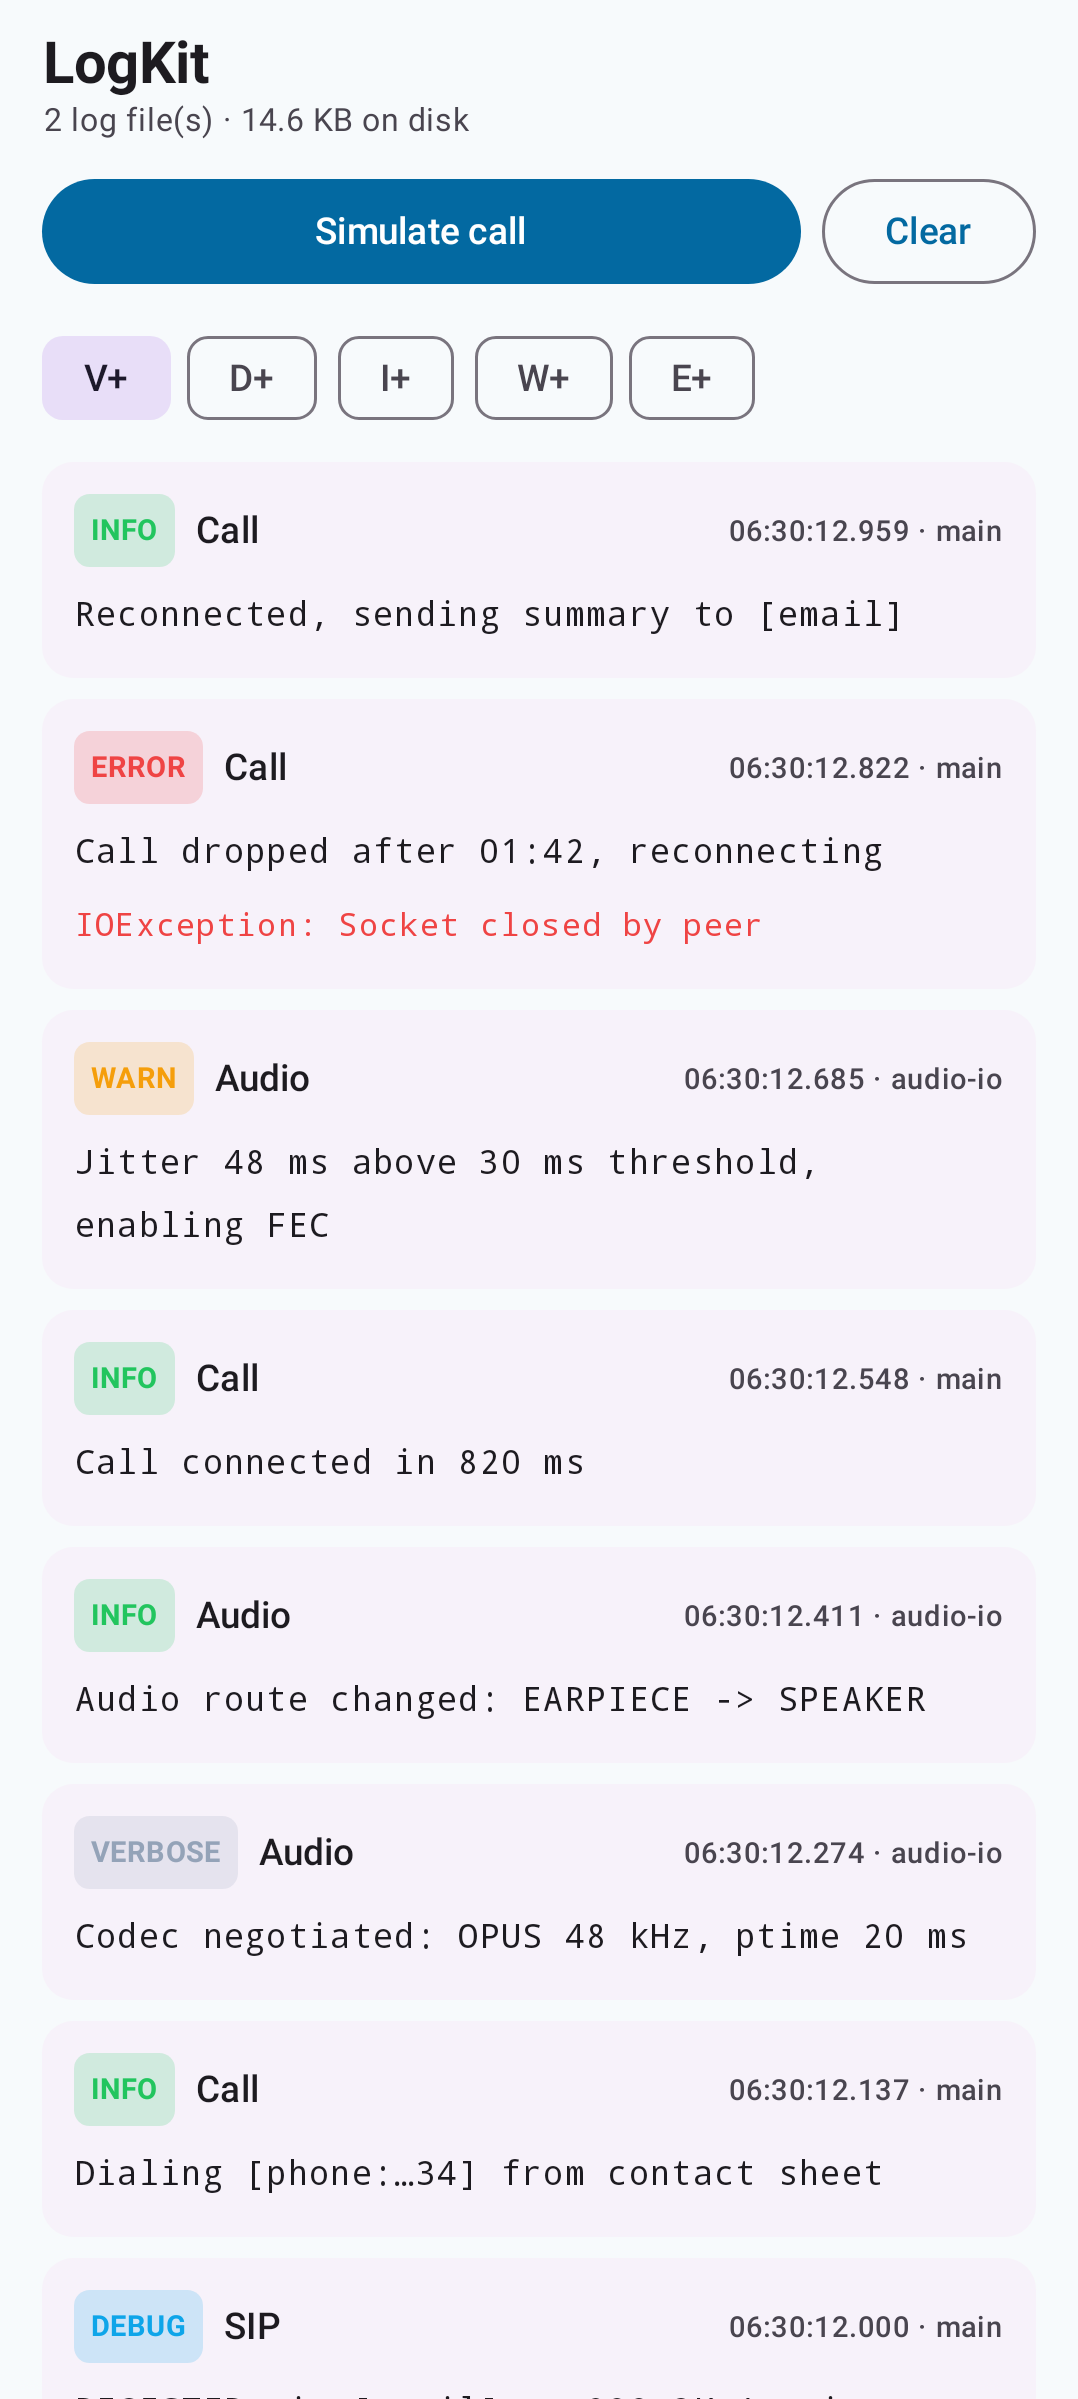 LogKit
2 log file(s) · 14.6 KB on disk
Simulate call Clear
V+ D+ I+ W+ E+
INFO Call 06:30:12.959 · main
Reconnected, sending summary to [email]
ERROR Call 06:30:12.822 · main
Call dropped after 01:42, reconnecting
IOException: Socket closed by peer
WARN Audio 06:30:12.685 · audio-io
Jitter 48 ms above 30 ms threshold,
enabling FEC
INFO Call 06:30:12.548 · main
Call connected in 820 ms
INFO Audio 06:30:12.411 · audio-io
Audio route changed: EARPIECE -> SPEAKER
VERBOSE Audio 06:30:12.274 · audio-io
Codec negotiated: OPUS 48 kHz, ptime 20 ms
INFO Call 06:30:12.137 · main
Dialing [phone:…34] from contact sheet
DEBUG SIP 06:30:12.000 · main